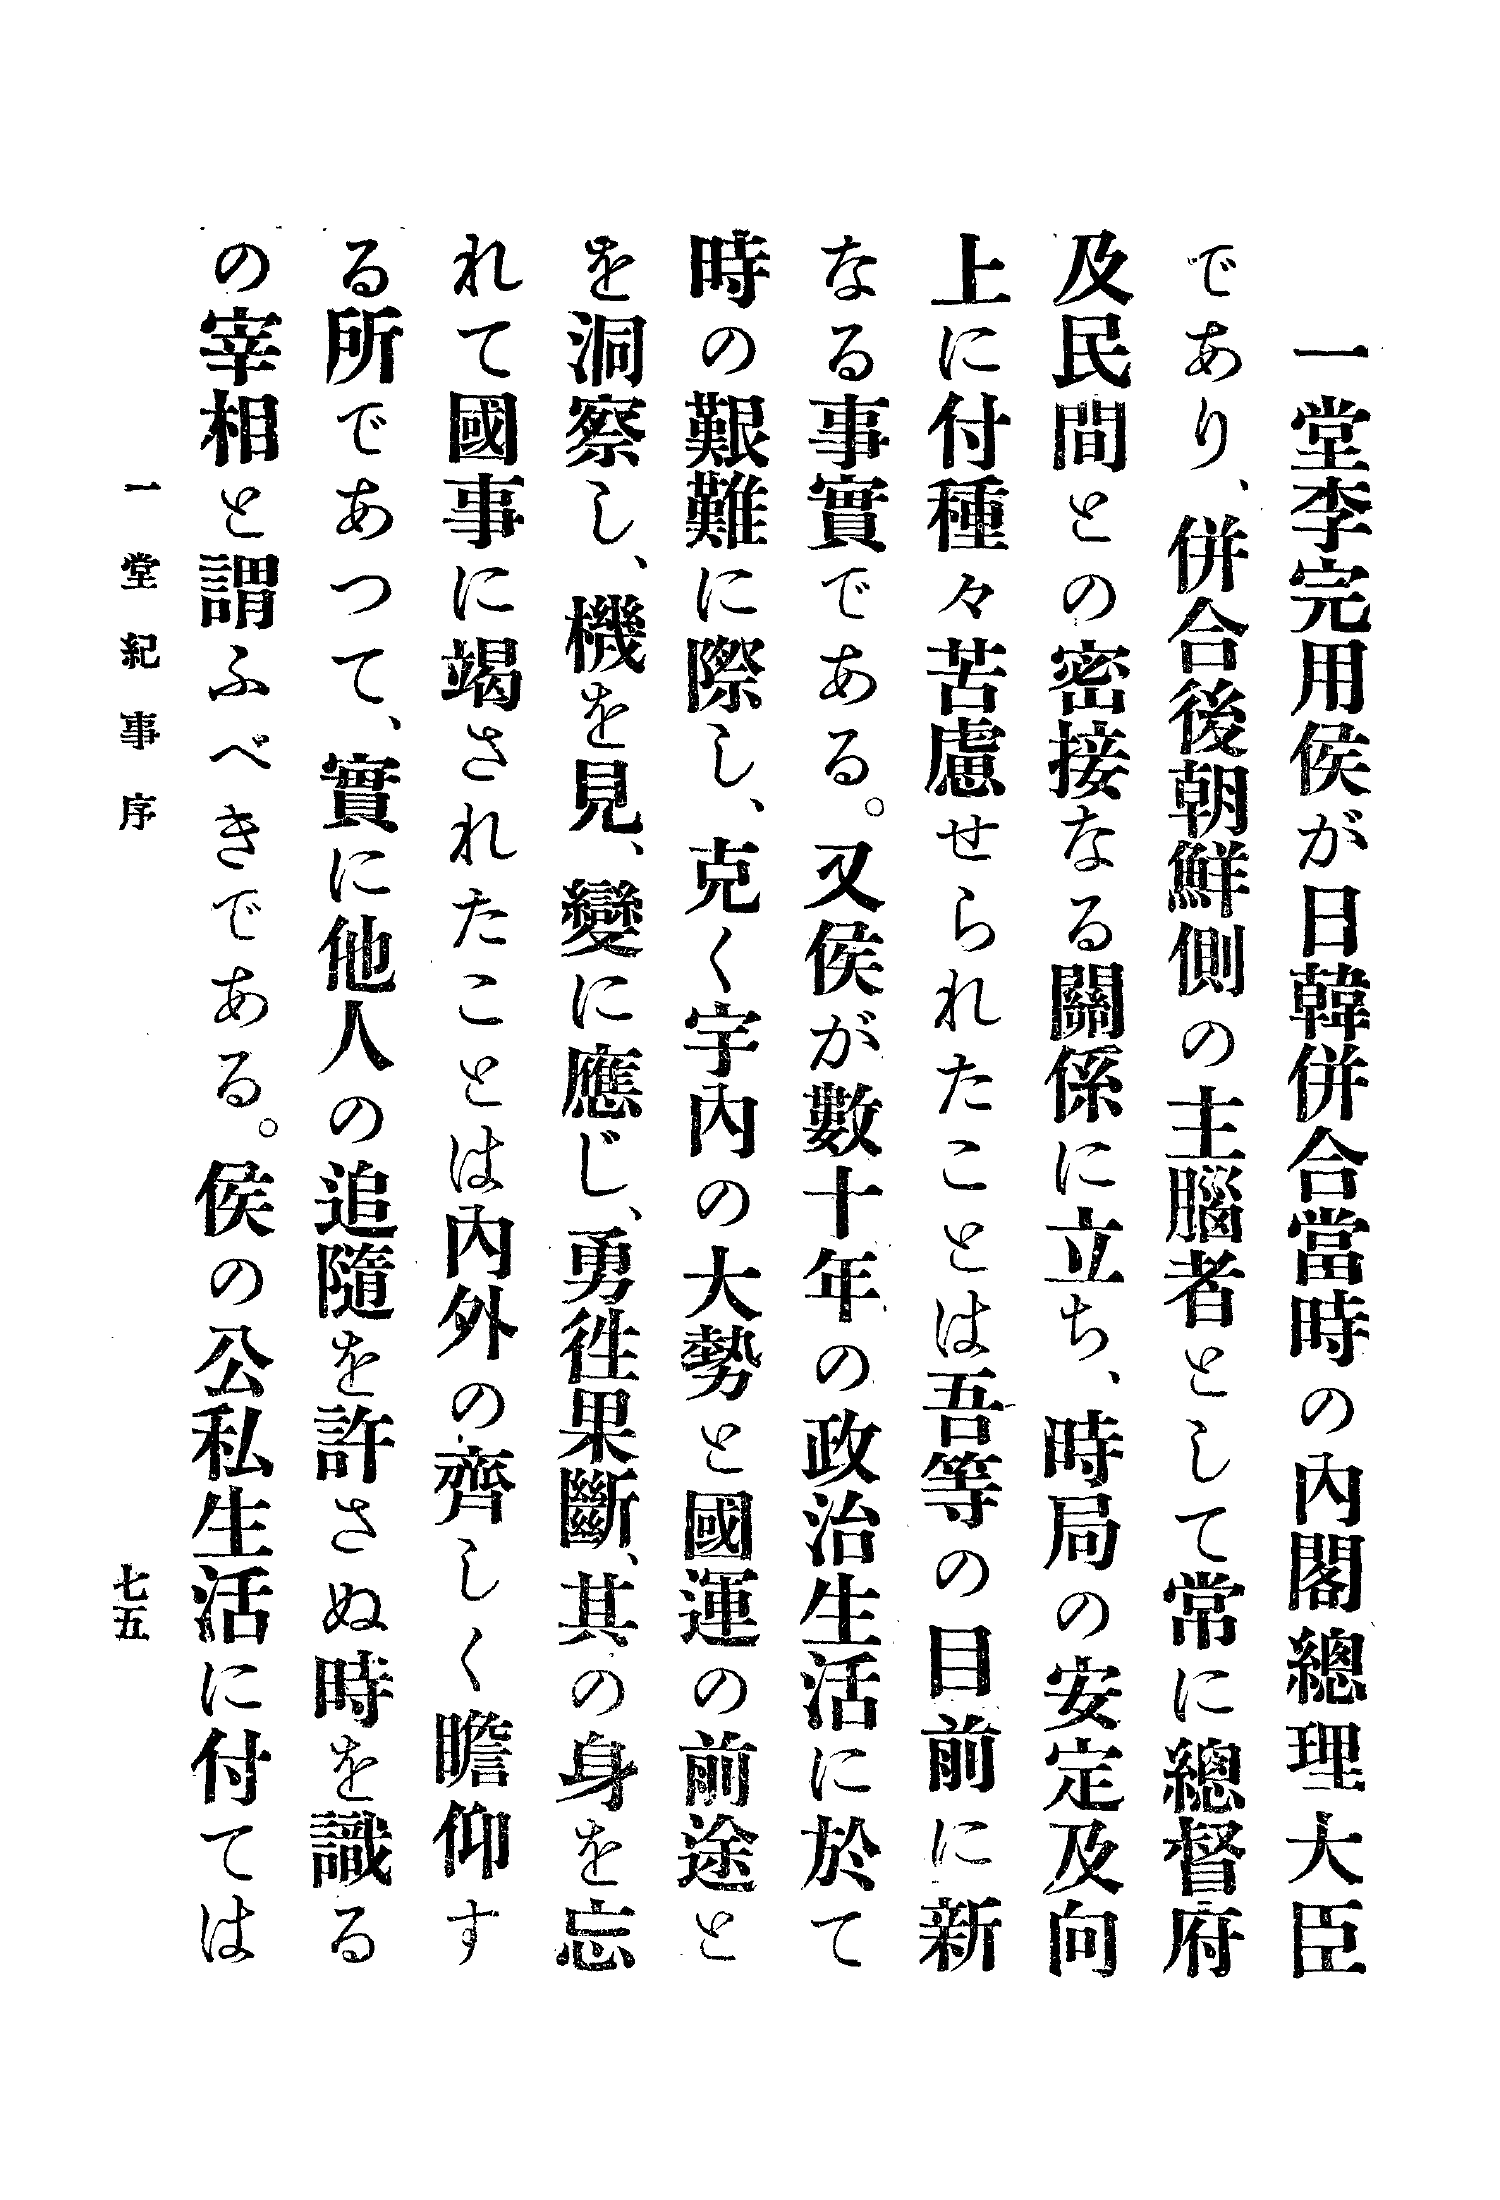 一堂李完用侯が日韓併合當時の內閣總理大臣
であり、併合後朝鮮側の主腦者として常に總督府
及民間との密接なる關係に立ち、時局の安定及向
上に付種々苦慮せられたことは吾等の目前に新
なる事實である。又侯が數十年の政治生活に於て
時の艱難に際し、克く宇內の大勢と國運の前途と
を洞察し、機を見、變に應じ、勇徃果斷、其の身を忘
れて國事に竭されたことは內外の齊しく瞻仰す
る所であつて、實に他人の追隨を許さぬ時を識る
の宰相と謂ふべきである。侯の公私生活に付ては
一堂紀事序
七五